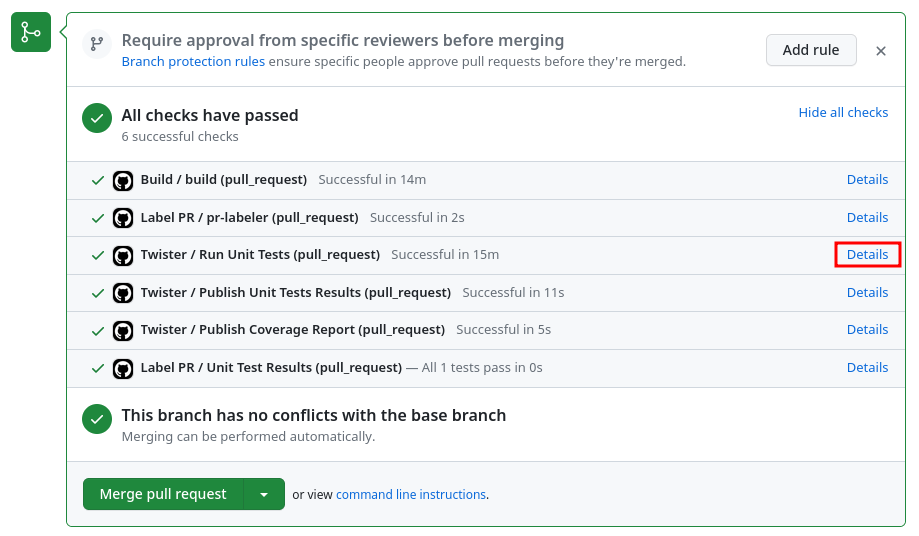 Require approval from specific reviewers before merging
Branch protection rules ensure specific people approve pull requests before they're merged.
Add rule
All checks have passed
6 successful checks
Hide all checks
Build / build (pull_request) Successful in 14m Details
Label PR / pr-labeler (pull_request) Successful in 2s Details
Twister / Run Unit Tests (pull_request) Successful in 15m Details
Twister / Publish Unit Tests Results (pull_request) Successful in 11s Details
Twister / Publish Coverage Report (pull_request) Successful in 5s Details
Label PR / Unit Test Results (pull_request) — All 1 tests pass in 0s Details
This branch has no conflicts with the base branch
Merging can be performed automatically.
Merge pull request or view command line instructions.